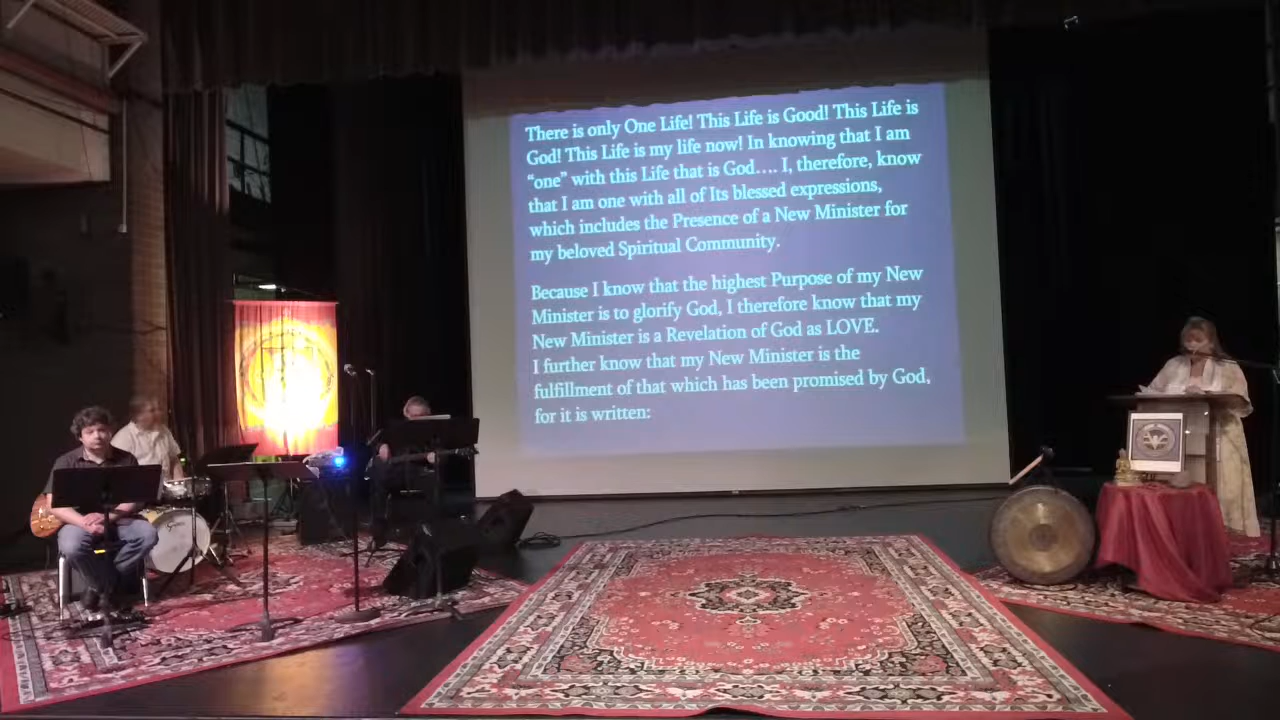 There is only One Life! This Life is Good! This Life is
God! This Life is my life now! In knowing that I am
“one” with this Life that is God.... I, therefore, know
that I am one with all of Its blessed expressions,
which includes the Presence of a New Minister for
my beloved Spiritual Community.
Because I know that the highest Purpose of my New
Minister is to glorify God, I therefore know that my
New Minister is a Revelation of God as LOVE.
I further know that my New Minister is the
fulfillment of that which has been promised by God,
for it is written: